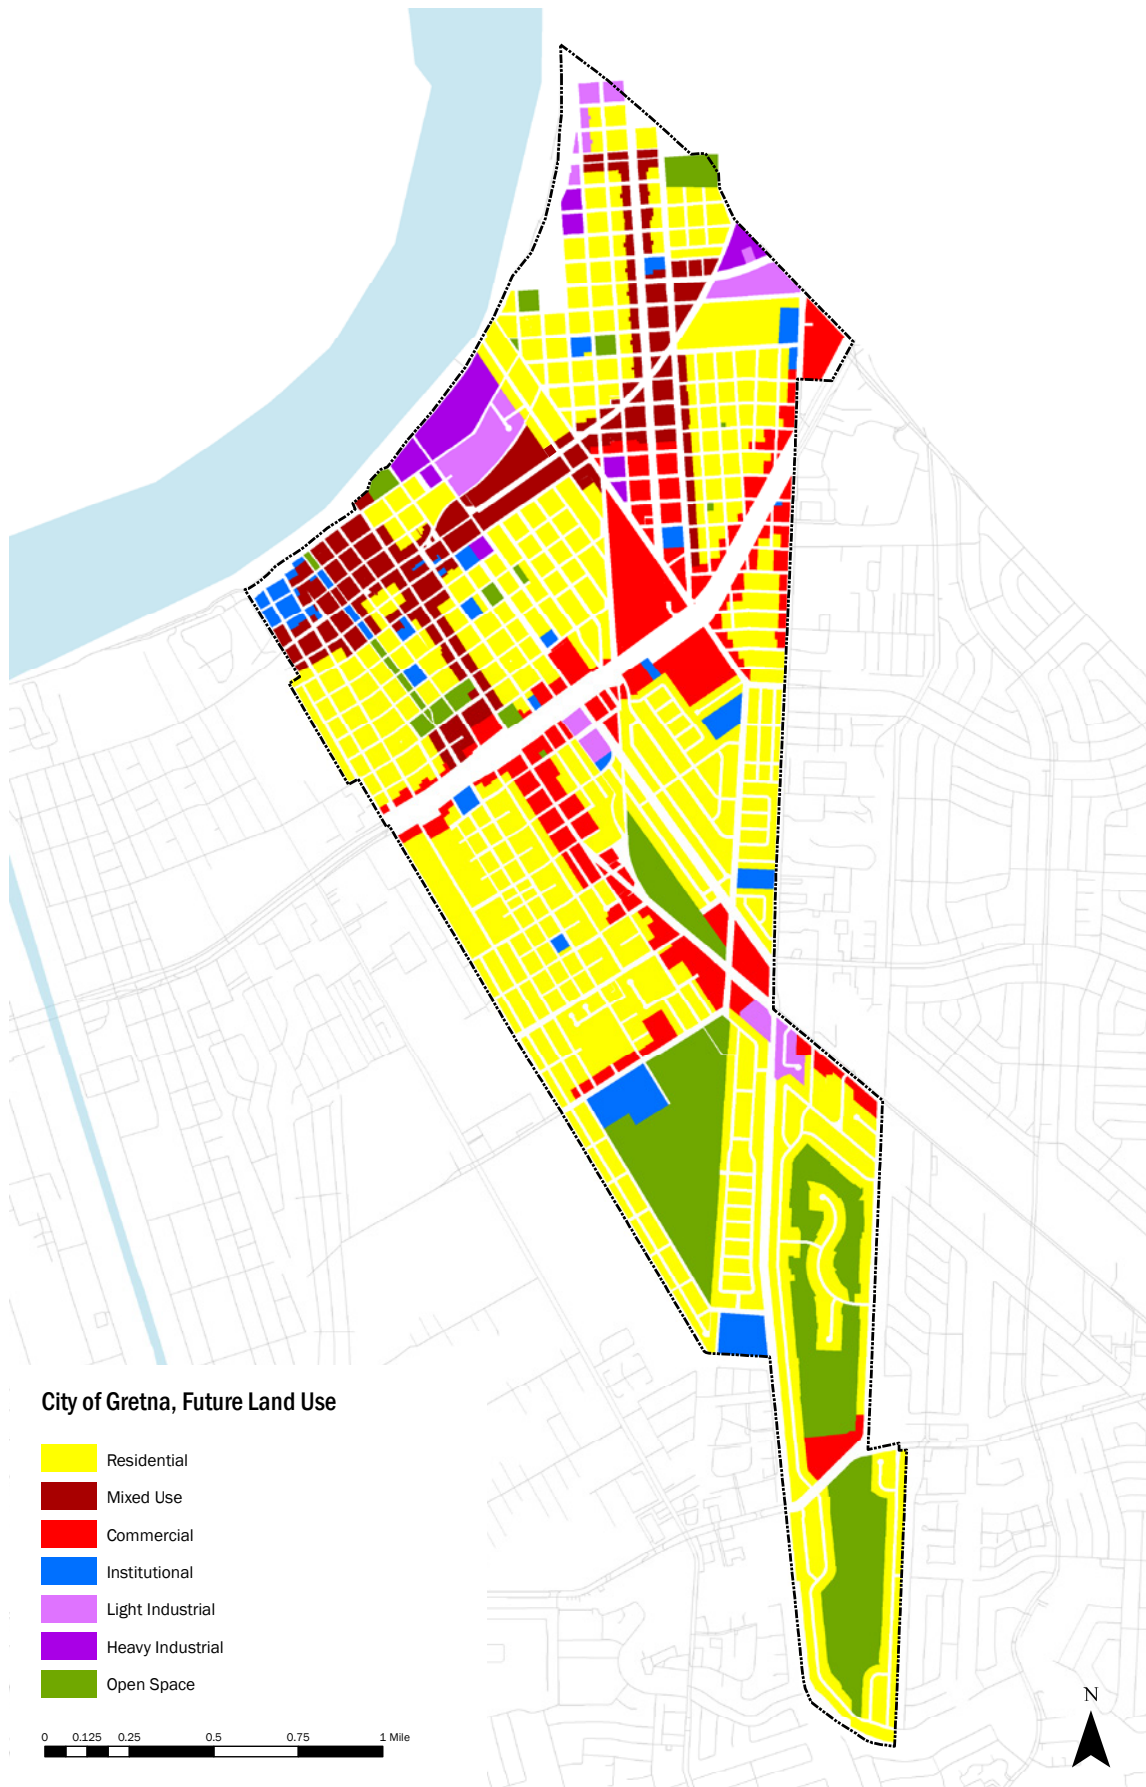 City of Gretna, Future Land Use
Residential
Mixed Use
Commercial
Institutional
Light Industrial
Heavy Industrial
Open Space
0 0.125 0.25 0.5 0.75 1 Mile
N